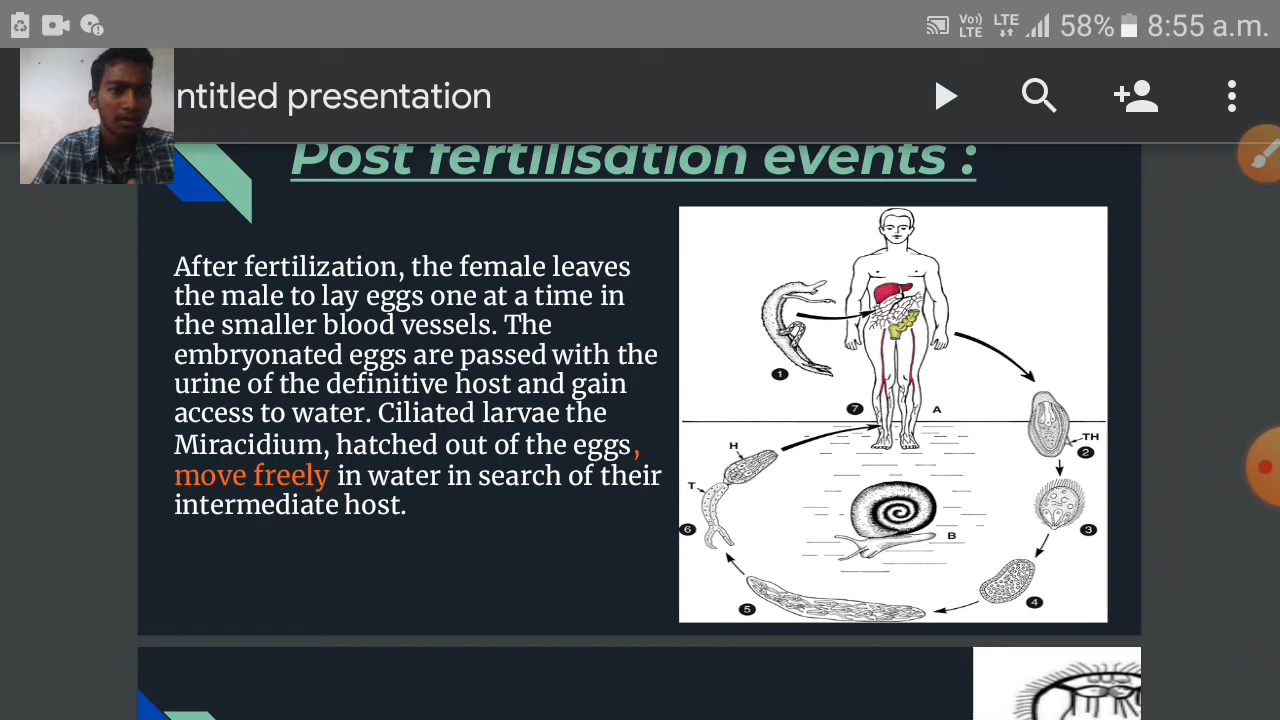 Vo)) LTE LTE 58% 8:55 a.m.
ntitled presentation
Post fertilisation events :
After fertilization, the female leaves
the male to lay eggs one at a time in
the smaller blood vessels. The
embryonated eggs are passed with the
urine of the definitive host and gain
access to water. Ciliated larvae the
Miracidium, hatched out of the eggs,
move freely in water in search of their
intermediate host.
1
7
A
TH
2
H
T
6
3
B
4
5